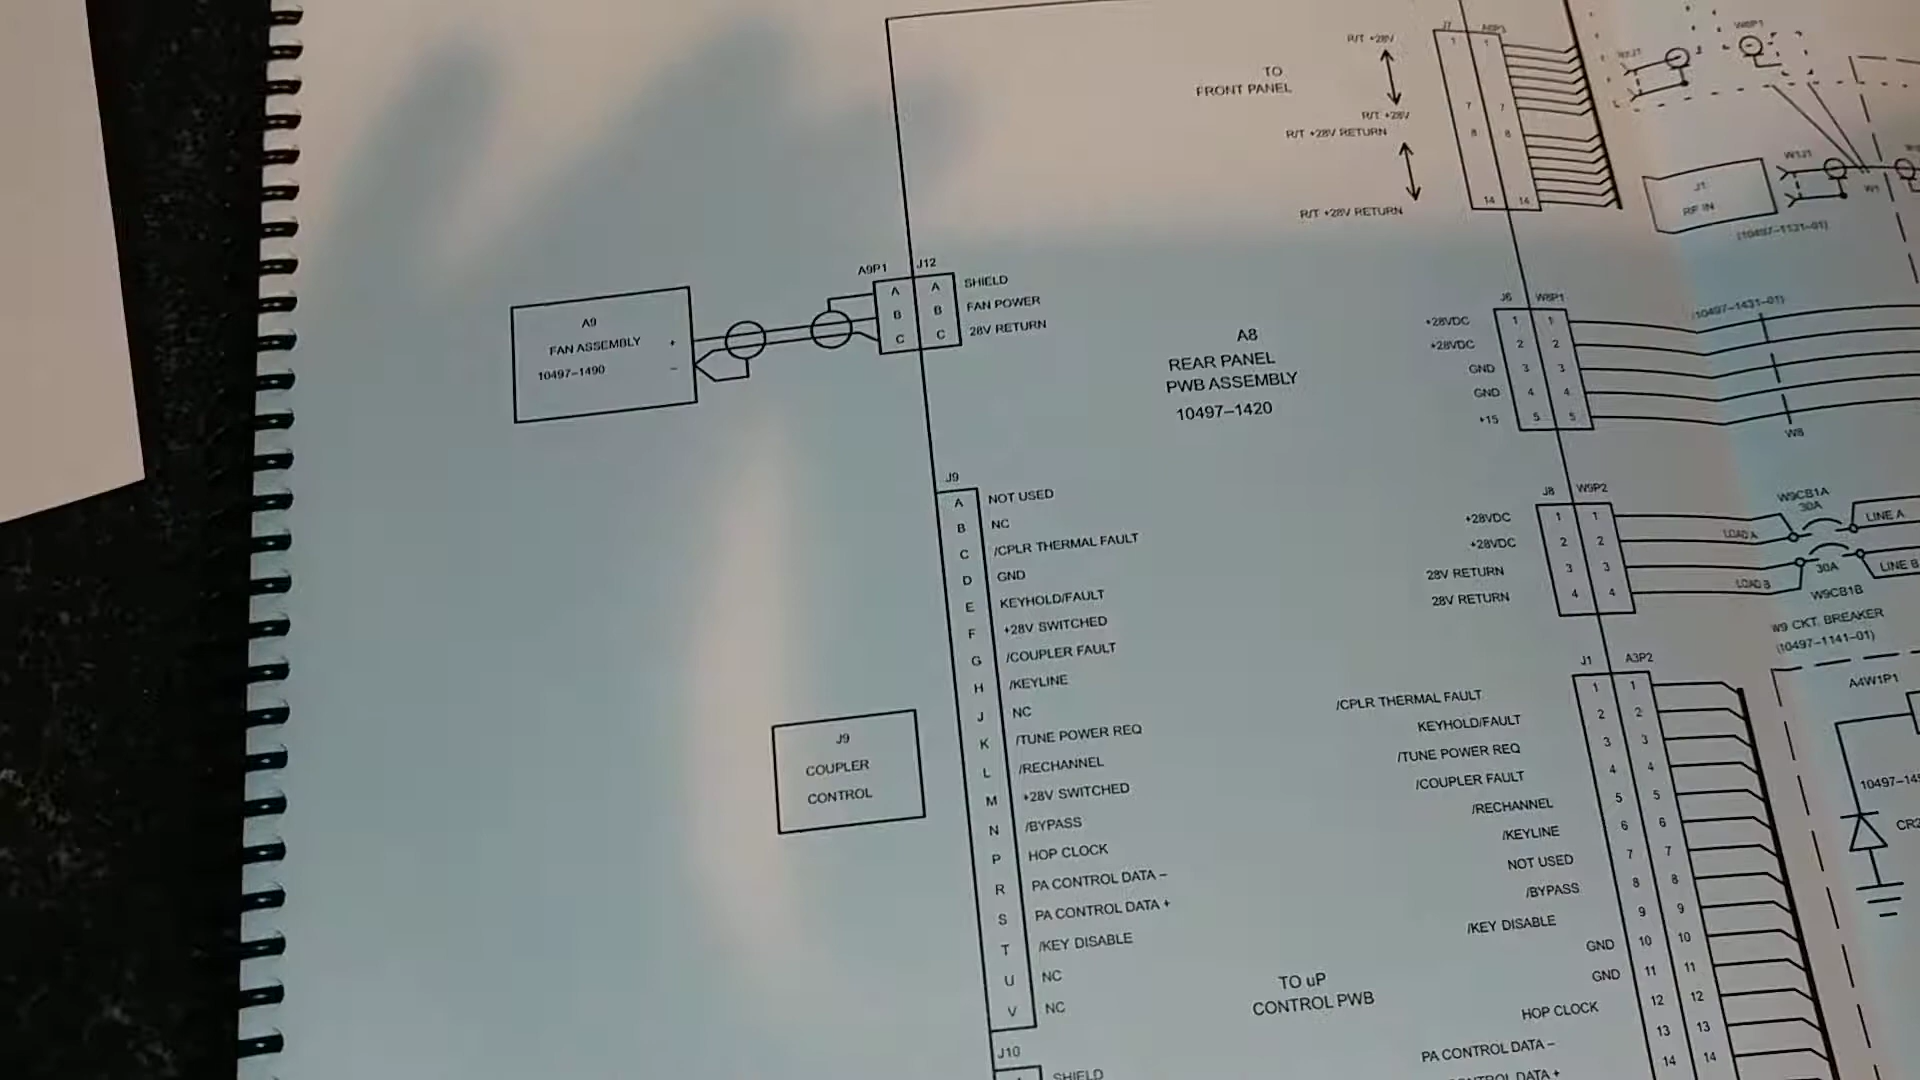 R/T +28V
TO
FRONT PANEL
R/T +28V
R/T +28V RETURN
R/T +28V RETURN
J7
1 1
7 7
8 8
14 14
W6P1
J1
RF IN
W1J1
W1
(10497-1131-01)
A9
FAN ASSEMBLY +
10497-1490 –
A9P1 J12
A A SHIELD
B B FAN POWER
C C 28V RETURN
A8
REAR PANEL
PWB ASSEMBLY
10497-1420
J6 W8P1
+28VDC 1 1
+28VDC 2 2
GND 3 3
GND 4 4
+15 5 5
(10497-1431-01)
W8
J8 W9P2
+28VDC 1 1
+28VDC 2 2
28V RETURN 3 3
28V RETURN 4 4
W9CB1A
30A
LOAD A
LINE A
LOAD B
30A
LINE B
W9CB1B
W9 CKT. BREAKER
(10497-1141-01)
J9
A NOT USED
B NC
C /CPLR THERMAL FAULT
D GND
E KEYHOLD/FAULT
F +28V SWITCHED
G /COUPLER FAULT
H /KEYLINE
J NC
K /TUNE POWER REQ
L /RECHANNEL
M +28V SWITCHED
N /BYPASS
P HOP CLOCK
R PA CONTROL DATA –
S PA CONTROL DATA +
T /KEY DISABLE
U NC
V NC
J9
COUPLER
CONTROL
J10
SHIELD
TO uP
CONTROL PWB
J1 A3P2
/CPLR THERMAL FAULT 1 1
KEYHOLD/FAULT 2 2
/TUNE POWER REQ 3 3
/COUPLER FAULT 4 4
/RECHANNEL 5 5
/KEYLINE 6 6
NOT USED 7 7
/BYPASS 8 8
/KEY DISABLE 9 9
GND 10 10
GND 11 11
HOP CLOCK 12 12
PA CONTROL DATA – 13 13
CONTROL DATA + 14 14
A4W1P1